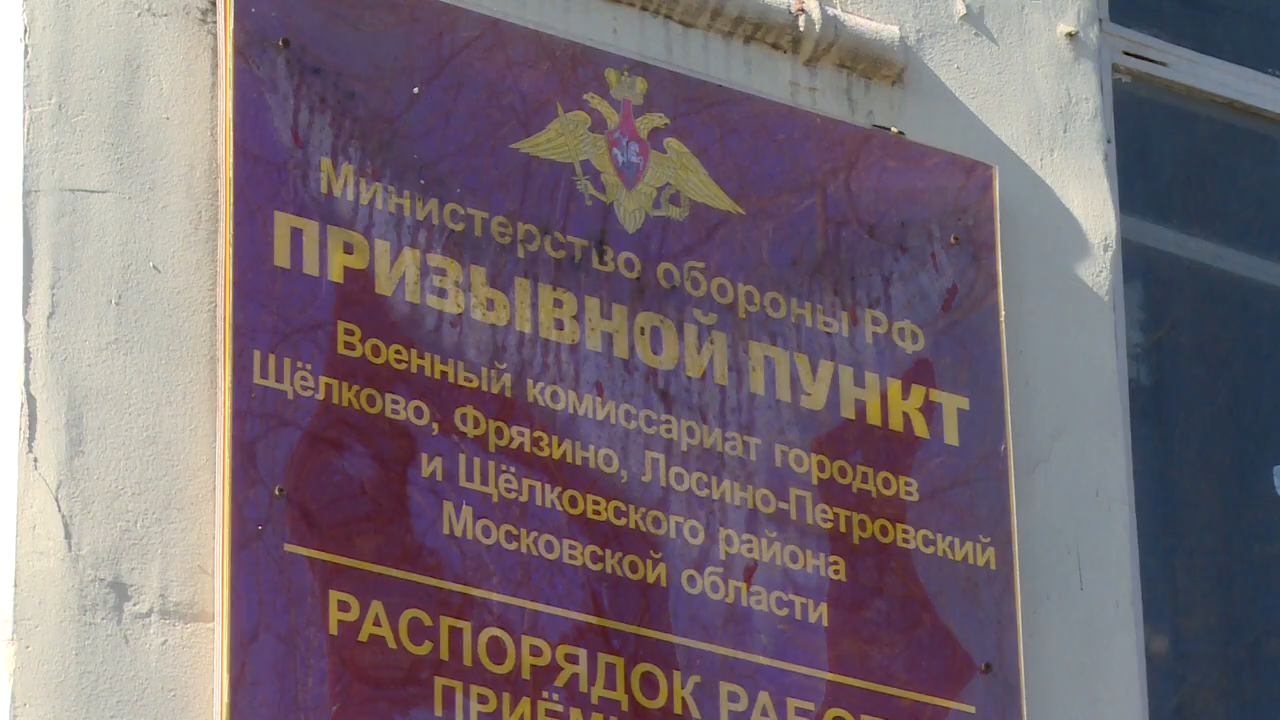 Министерство обороны РФ
ПРИЗЫВНОЙ ПУНКТ
Военный комиссариат городов
Щёлково, Фрязино, Лосино-Петровский
и Щёлковского района
Московской области
РАСПОРЯДОК